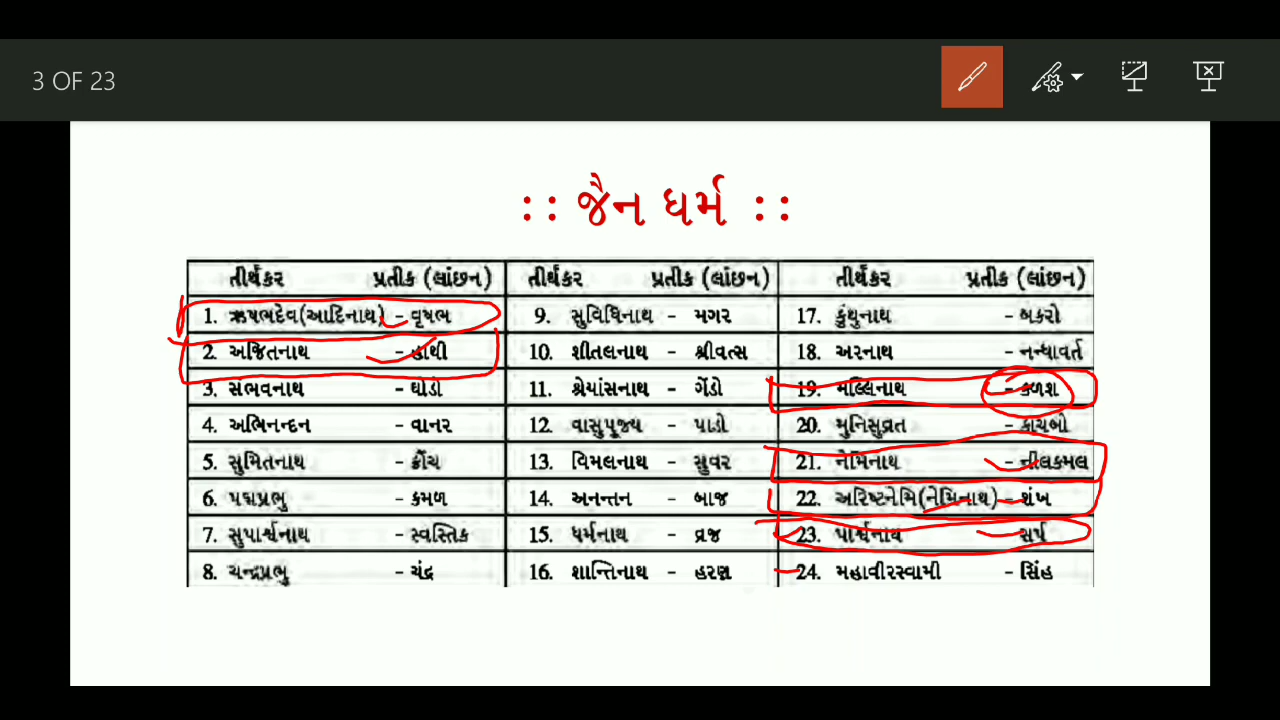 3 OF 23
:: જૈન ધર્મ ::
તીર્થંકર પ્રતીક (લાંછન) તીર્થંકર પ્રતીક (લાંછન) તીર્થંકર પ્રતીક (લાંછન)
1. ઋષભદેવ(આદિનાથ) - વૃષભ 9. સુવિધિનાથ - મગર 17. કુંથુનાથ - બકરો
2. અજિતનાથ - હાથી 10. શીતલનાથ - શ્રીવત્સ 18. અરનાથ - નન્ધાવર્ત
3. સંભવનાથ - ઘોડો 11. શ્રેયાંસનાથ - ગેંડો 19. મલ્લિનાથ - કળશ
4. અભિનન્દન - વાનર 12. વાસુપૂજ્ય - પાડો 20. મુનિસુવ્રત - કાચબો
5. સુમિતનાથ - ક્રૌંચ 13. વિમલનાથ - સુવર 21. નેમિનાથ - નીલકમલ
6. પદ્મપ્રભુ - કમળ 14. અનન્તન - બાજ 22. અરિષ્ટનેમિ(નેમિનાથ) - શંખ
7. સુપાર્શ્વનાથ - સ્વસ્તિક 15. ધર્મનાથ - વ્રજ 23. પાર્શ્વનાથ - સર્પ
8. ચન્દ્રપ્રભુ - ચંદ્ર 16. શાન્તિનાથ - હરણ 24. મહાવીરસ્વામી - સિંહ